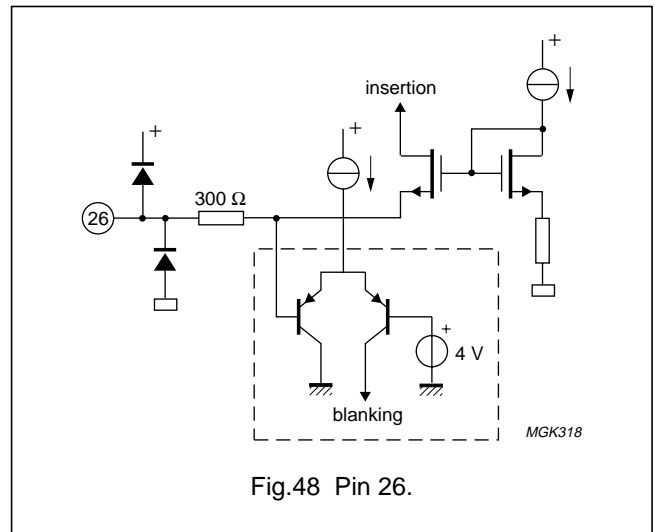 +
insertion
+
+
300 Ω
26
+
4 V
blanking
MGK318
Fig.48 Pin 26.